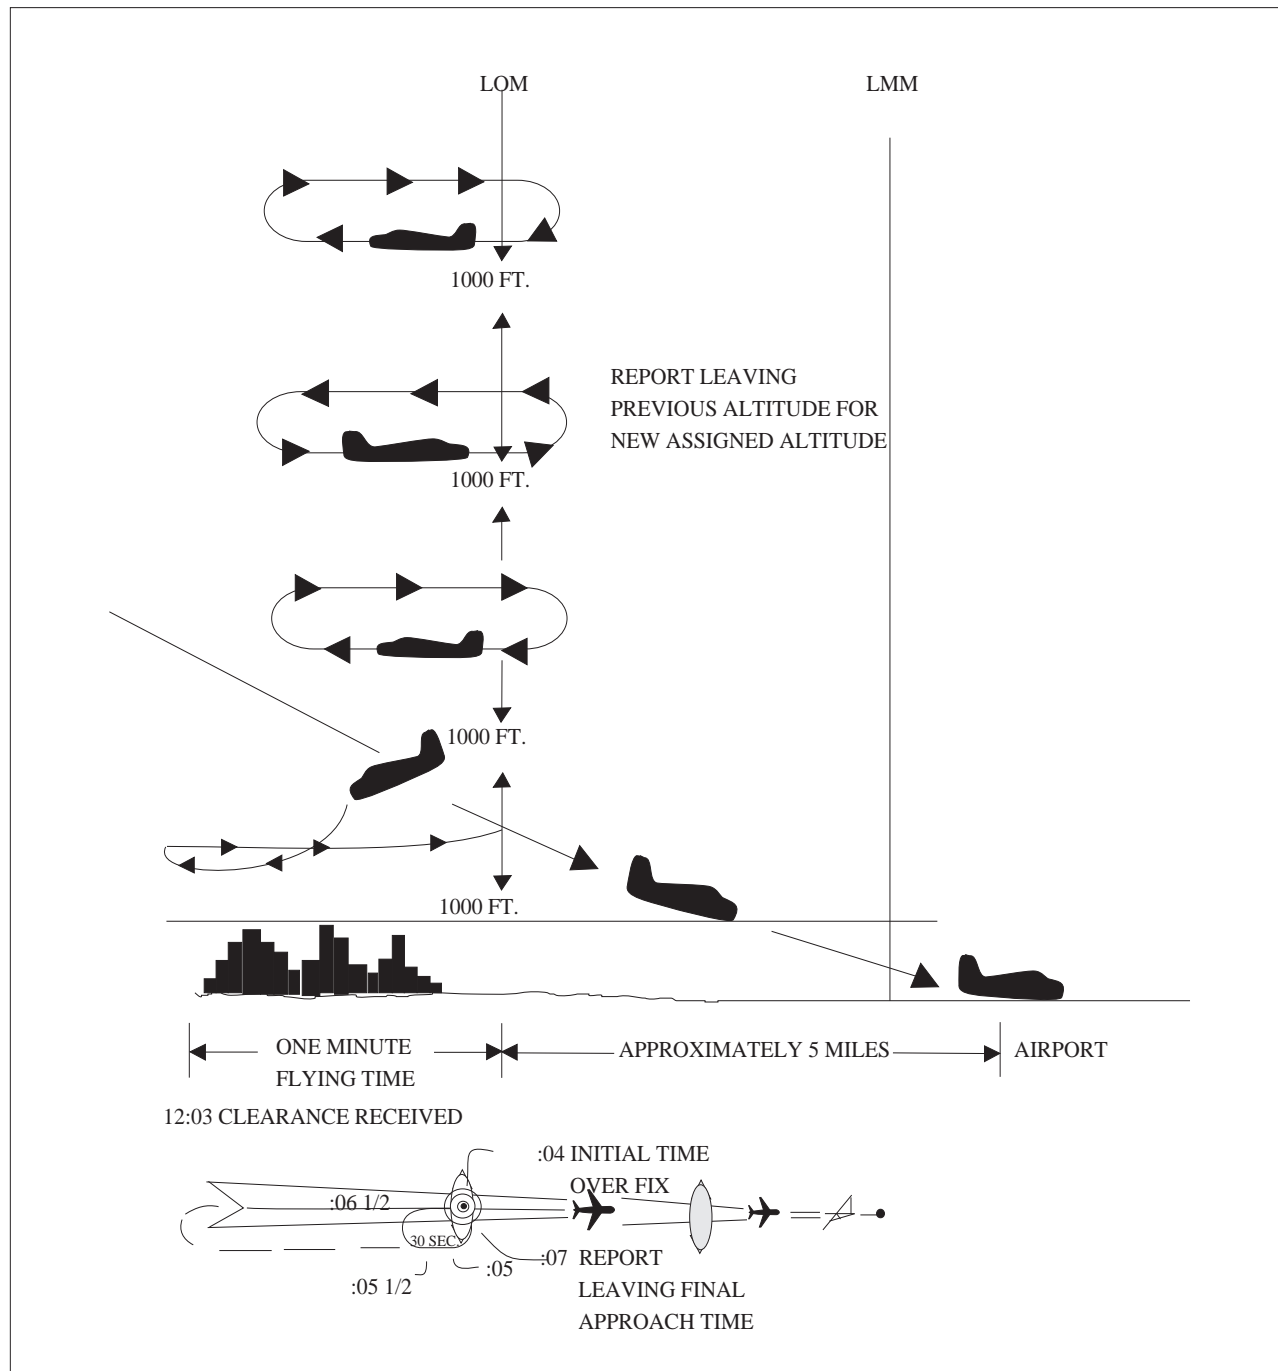 LOM
LMM
1000 FT.
REPORT LEAVING
PREVIOUS ALTITUDE FOR
NEW ASSIGNED ALTITUDE
1000 FT.
1000 FT.
1000 FT.
ONE MINUTE
FLYING TIME
APPROXIMATELY 5 MILES
AIRPORT
12:03 CLEARANCE RECEIVED
:04 INITIAL TIME
OVER FIX
:06 1/2
30 SEC.
:05
:05 1/2
:07 REPORT
LEAVING FINAL
APPROACH TIME